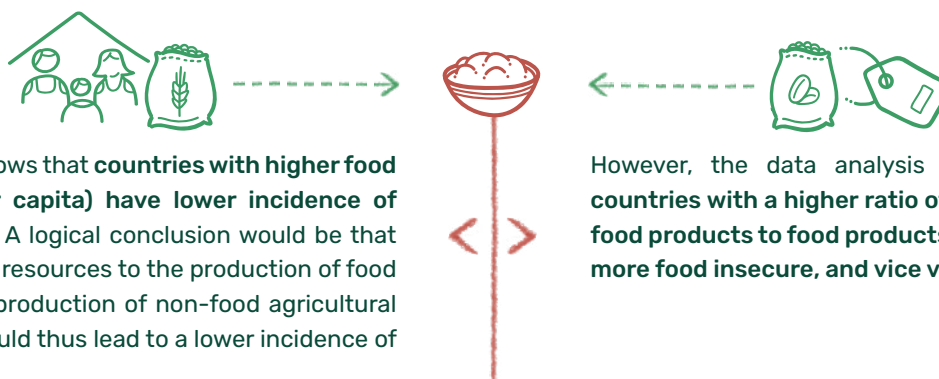 that countries with higher food
capita) have lower incidence of
A logical conclusion would be that
resources to the production of food
production of non-food agricultural
thus lead to a lower incidence of
However, the data analysis
countries with a higher ratio
food products to food products
more food insecure, and vice